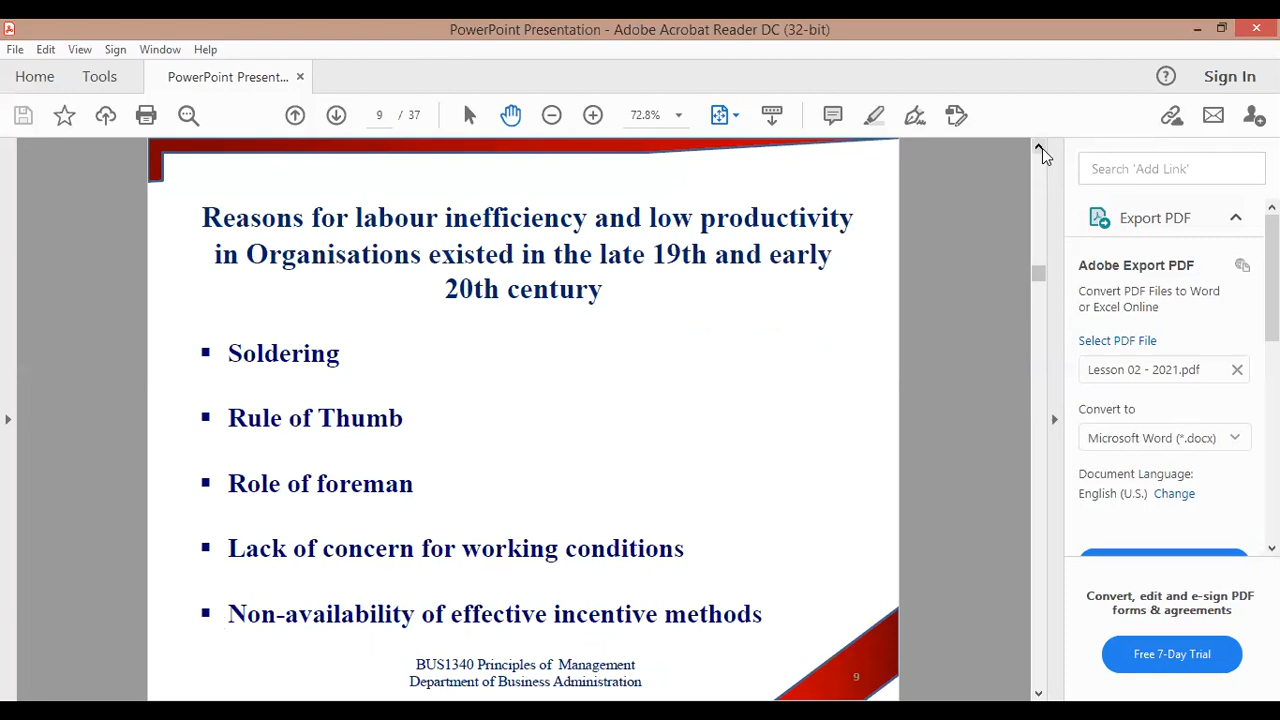 PowerPoint Presentation - Adobe Acrobat Reader DC (32-bit)
File Edit View Sign Window Help
Home Tools PowerPoint Present... × Sign In
9 / 37 72.8%
Search 'Add Link'
Export PDF
Adobe Export PDF
Convert PDF Files to Word
or Excel Online
Select PDF File
Lesson 02 - 2021.pdf
Convert to
Microsoft Word (*.docx)
Document Language:
English (U.S.) Change
Convert, edit and e-sign PDF
forms & agreements
Free 7-Day Trial
Reasons for labour inefficiency and low productivity
in Organisations existed in the late 19th and early
20th century
▪ Soldering
▪ Rule of Thumb
▪ Role of foreman
▪ Lack of concern for working conditions
▪ Non-availability of effective incentive methods
BUS1340 Principles of Management
Department of Business Administration
9